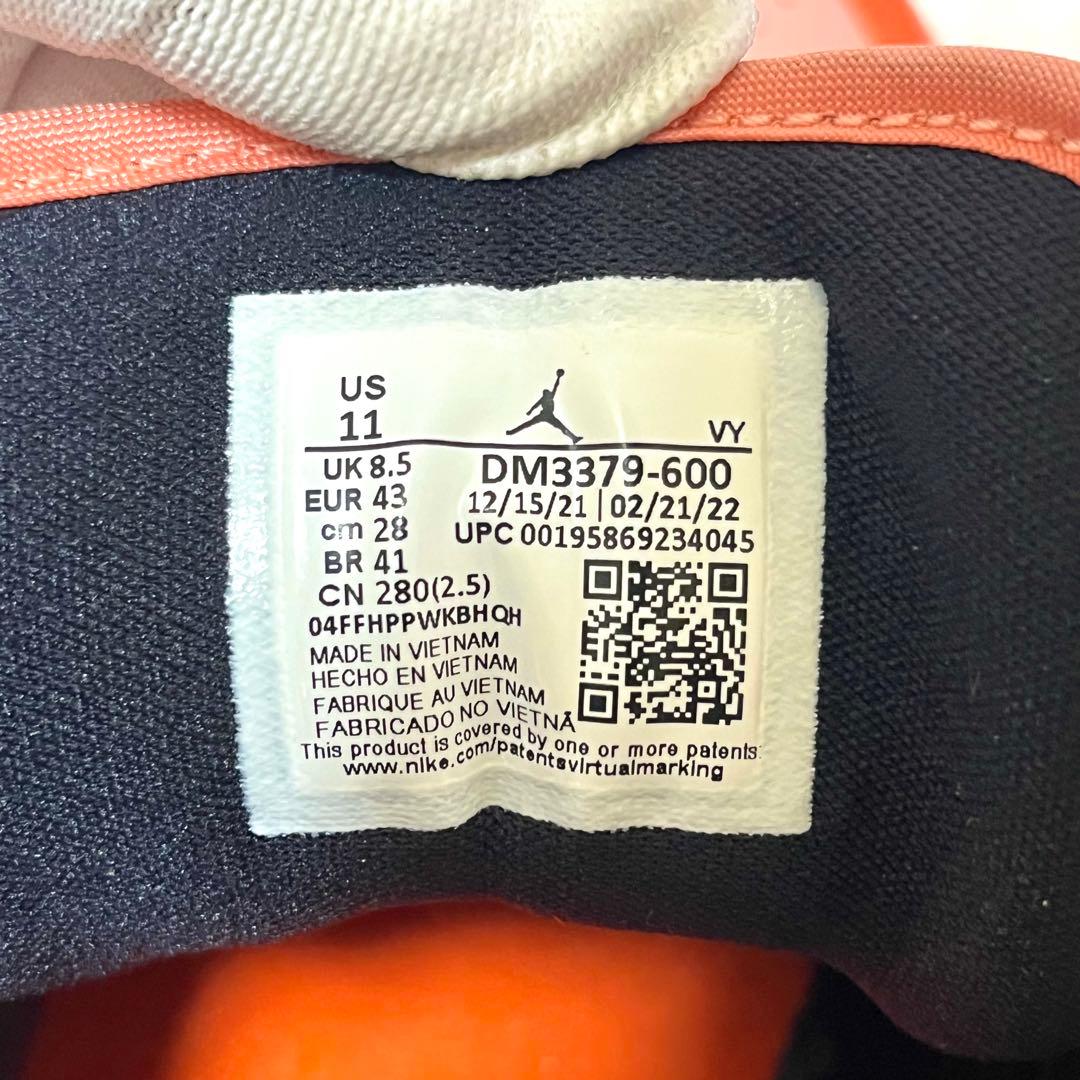 US
11
VY
UK 8.5
EUR 43
cm 28
BR 41
CN 280(2.5)
DM3379-600
12/15/21 | 02/21/22
UPC 00195869234045
04FFHPPWKBHQH
MADE IN VIETNAM
HECHO EN VIETNAM
FABRIQUE AU VIETNAM
FABRICADO NO VIETNÃ
This product is covered by one or more patents:
www.nike.com/patentsvirtualmarking